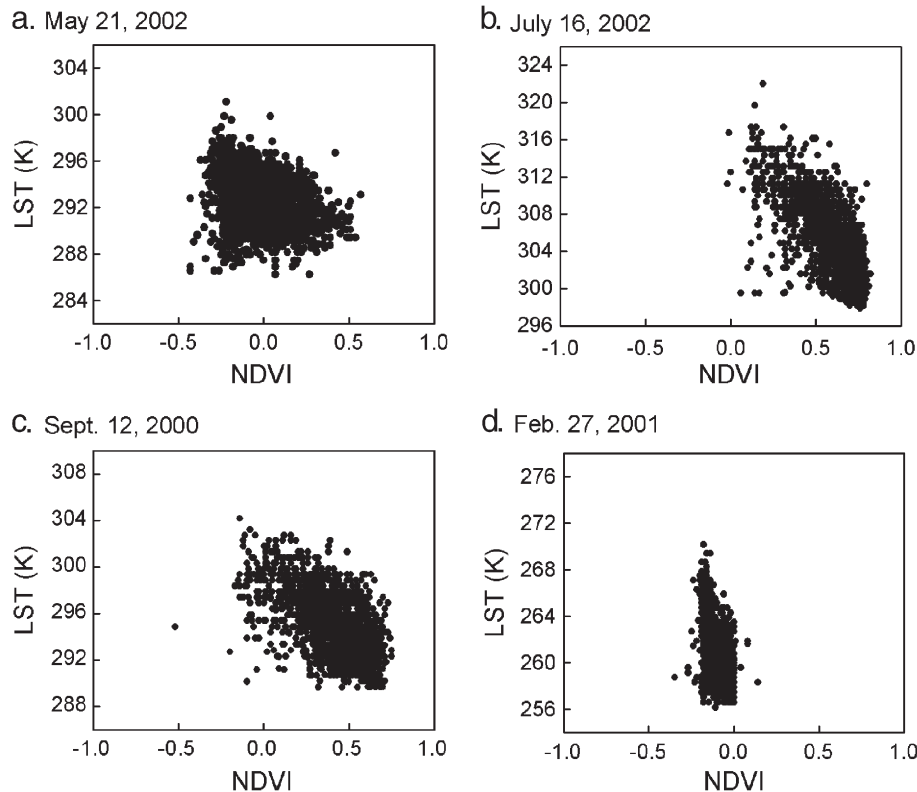 a. May 21, 2002
LST (K)
304
300
296
292
288
284
-1.0 -0.5 0.0 0.5 1.0
NDVI
b. July 16, 2002
LST (K)
324
320
316
312
308
304
300
296
-1.0 -0.5 0.0 0.5 1.0
NDVI
c. Sept. 12, 2000
LST (K)
308
304
300
296
292
288
-1.0 -0.5 0.0 0.5 1.0
NDVI
d. Feb. 27, 2001
LST (K)
276
272
268
264
260
256
-1.0 -0.5 0.0 0.5 1.0
NDVI